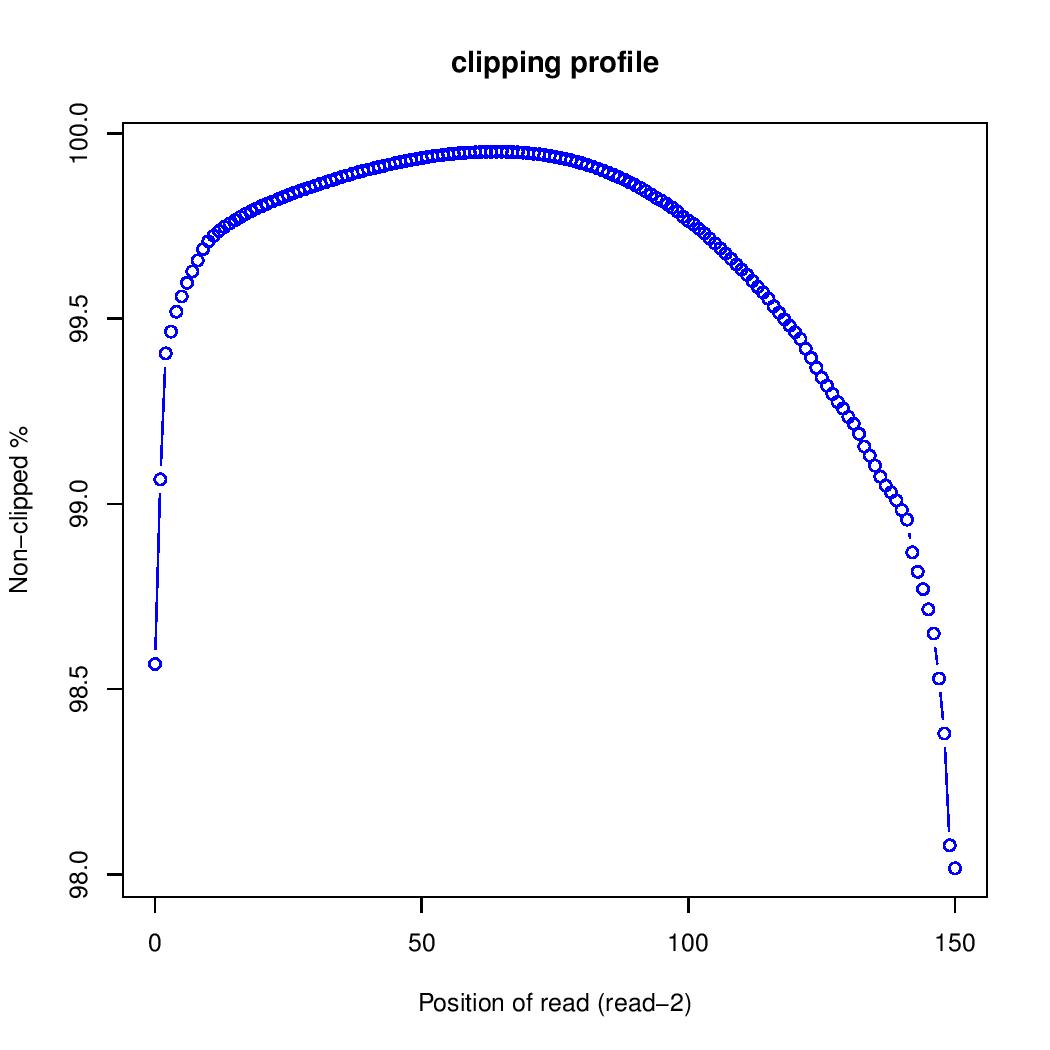 clipping profile
100.0
99.5
99.0
98.5
98.0
Non−clipped %
0 50 100 150
Position of read (read−2)